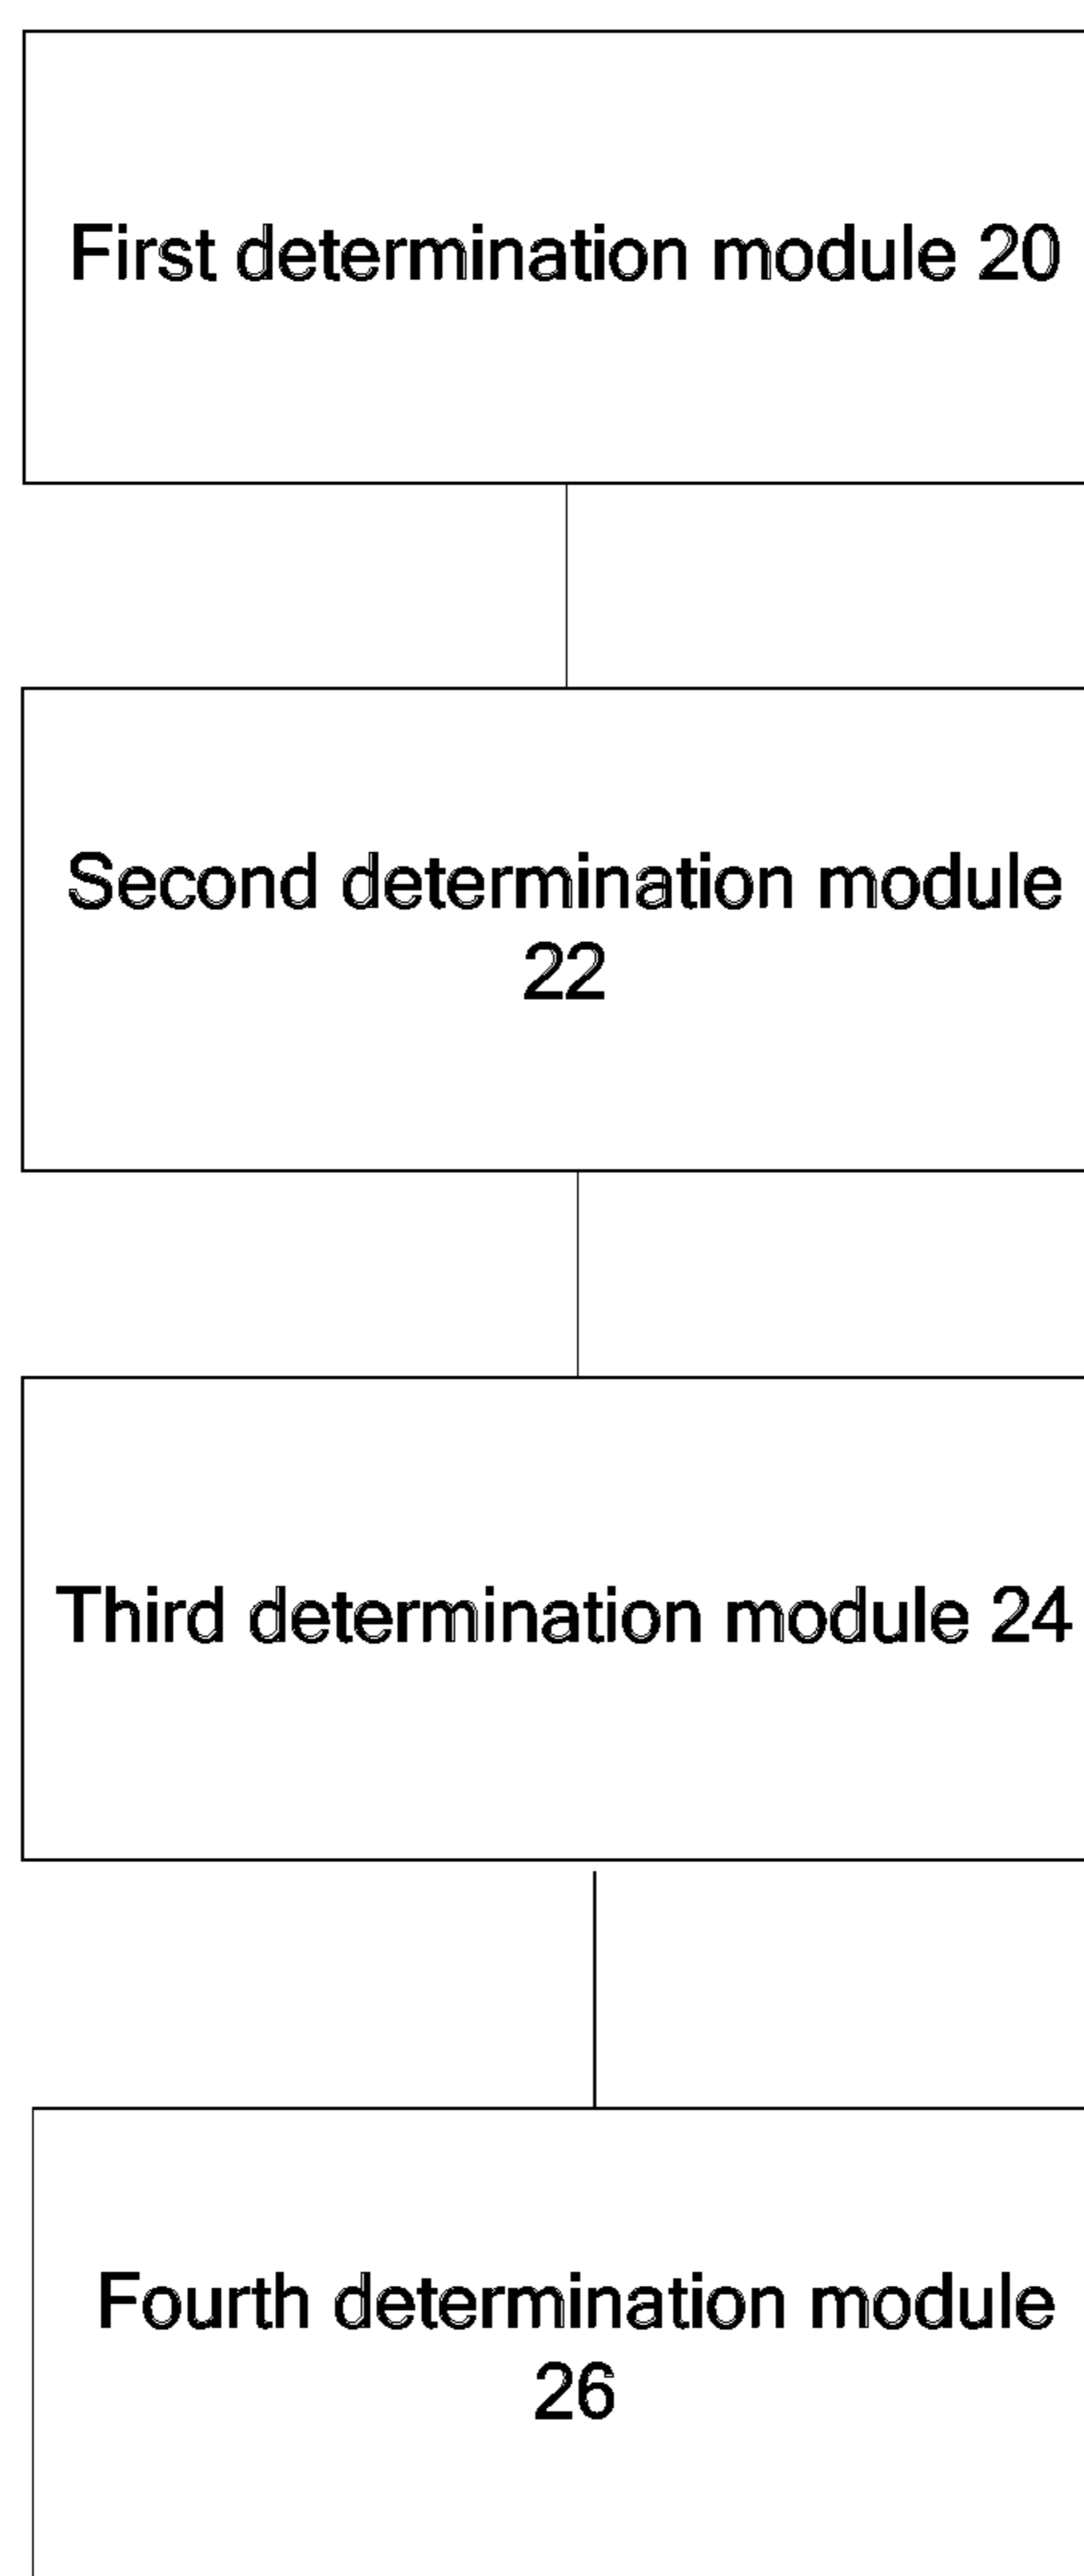 First determination module 20
Second determination module
22
Third determination module 24
Fourth determination module
26